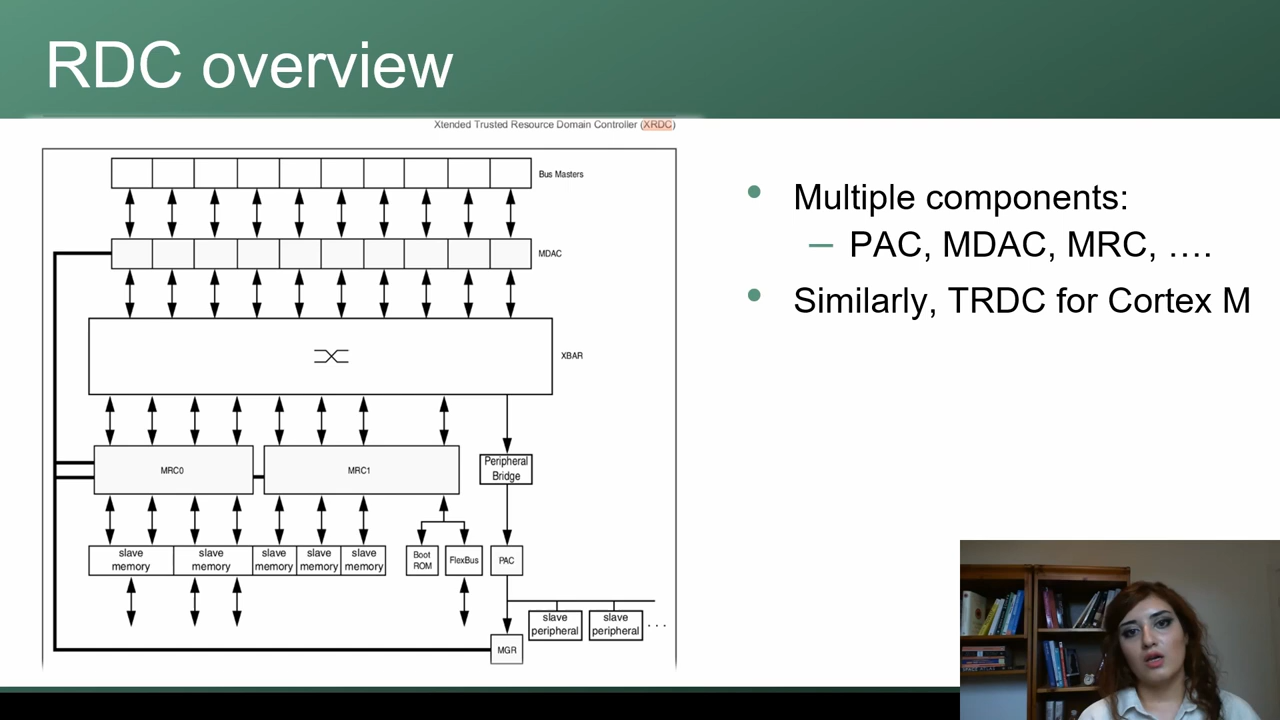 RDC overview
Xtended Trusted Resource Domain Controller (XRDC)
Bus Masters
MDAC
XBAR
MRC0
MRC1
Peripheral
Bridge
slave
memory
slave
memory
slave
memory
slave
memory
slave
memory
Boot
ROM
FlexBus
PAC
slave
peripheral
slave
peripheral
. . .
MGR
• Multiple components:
– PAC, MDAC, MRC, ….
• Similarly, TRDC for Cortex M